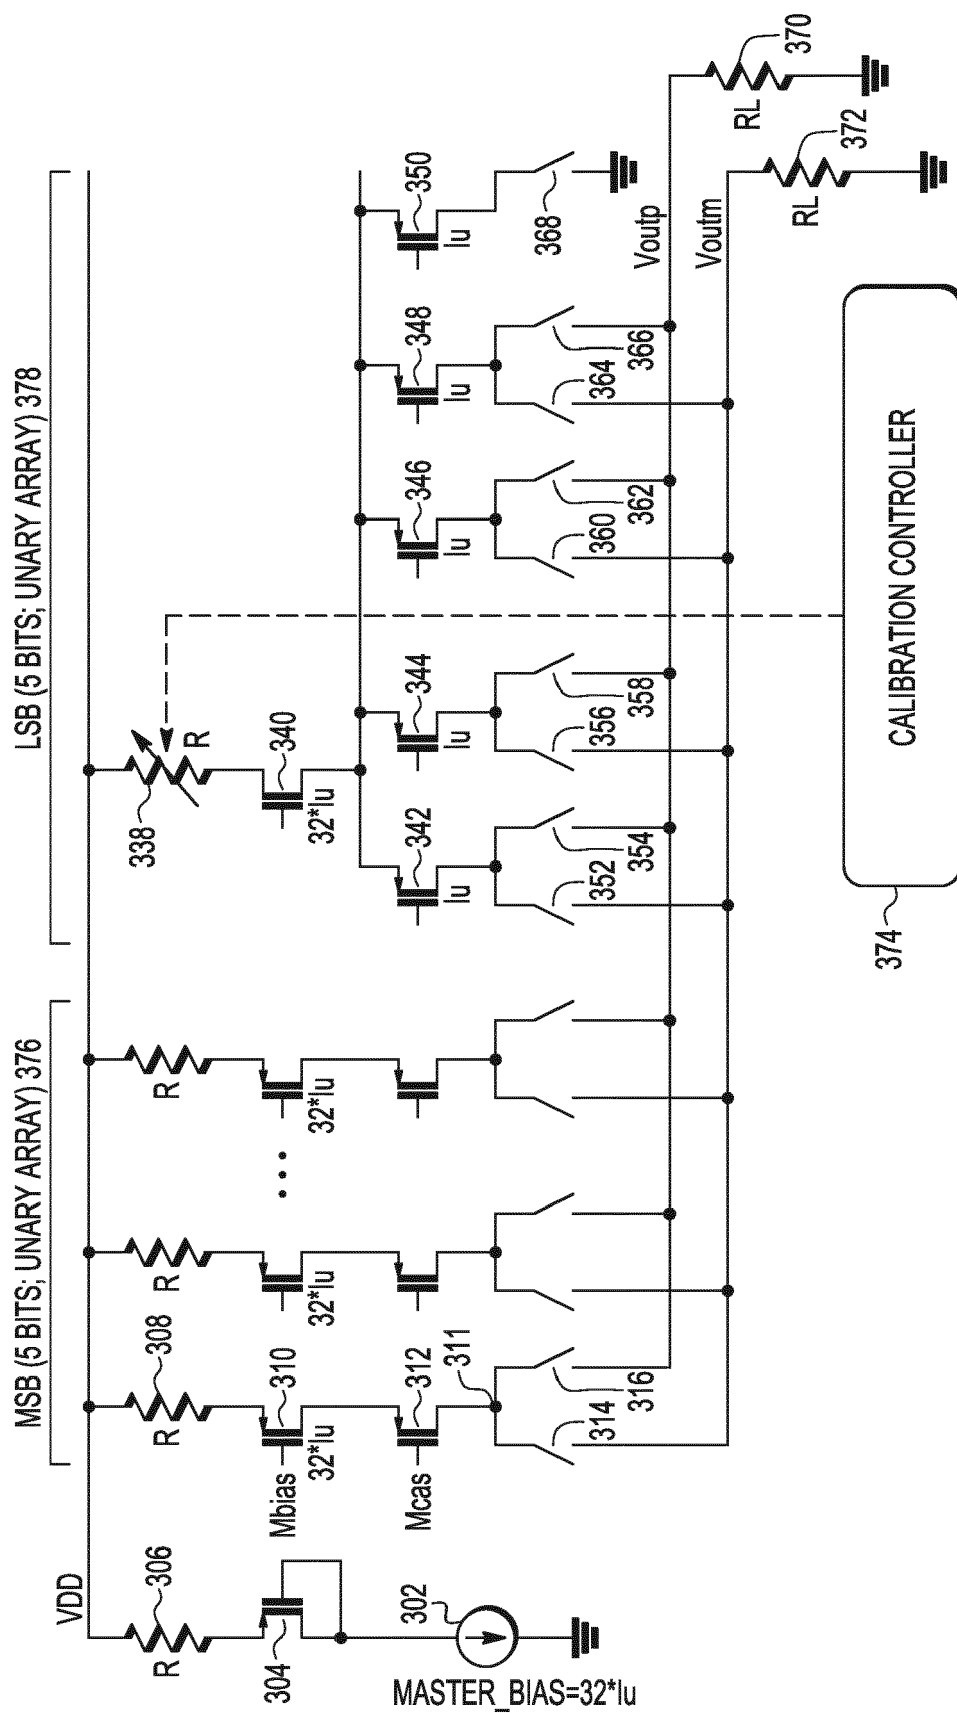 MSB (5 BITS; UNARY ARRAY) 376
LSB (5 BITS; UNARY ARRAY) 378
VDD
R
306
304
302
MASTER_BIAS=32*Iu
R
308
Mbias
310
32*Iu
Mcas
312
311
314
316
R
32*Iu
R
32*Iu
338
R
340
32*Iu
342
Iu
344
Iu
346
Iu
348
Iu
350
Iu
352
354
356
358
360
362
364
366
368
Voutp
Voutm
RL
370
RL
372
CALIBRATION CONTROLLER
374